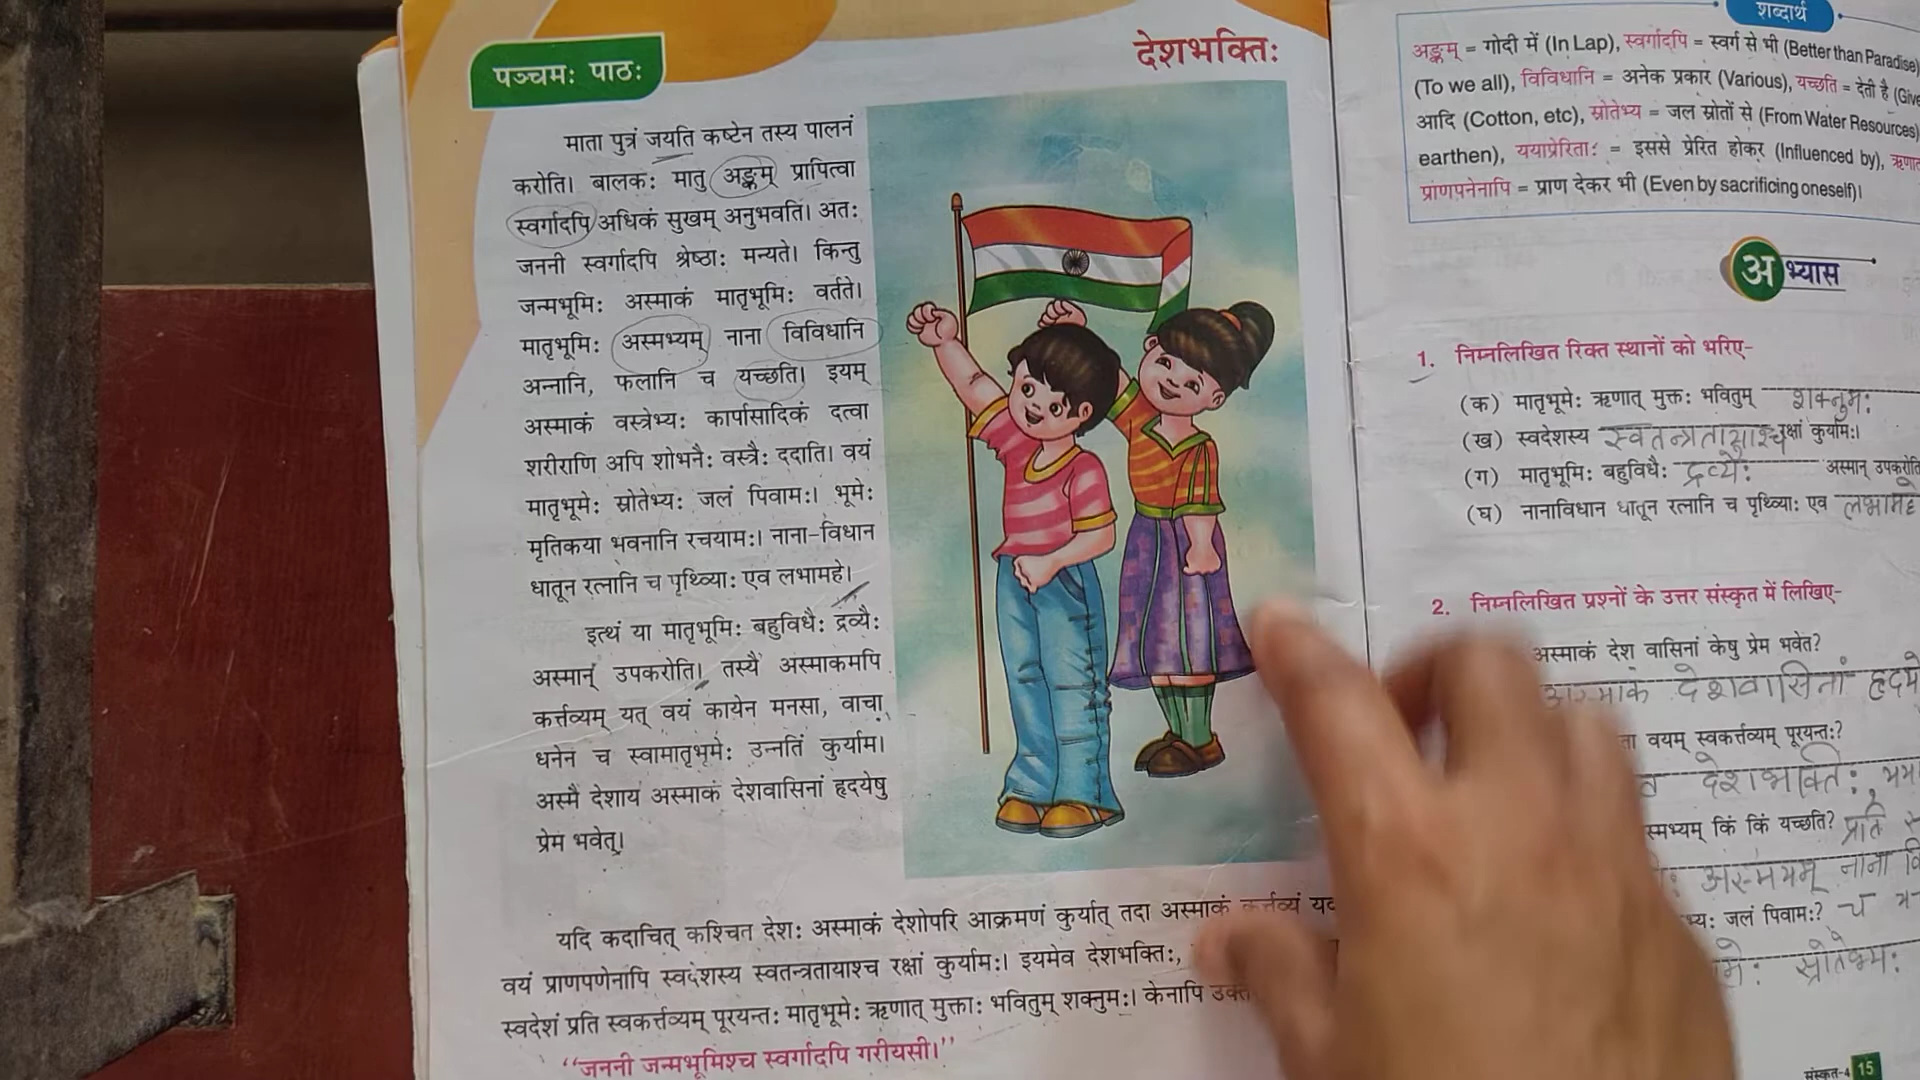 पञ्चमः पाठः
देशभक्तिः
माता पुत्रं जयति कष्टेन तस्य पालनं
करोति। बालकः मातु अङ्कम् प्रापित्वा
स्वर्गादपि अधिकं सुखम् अनुभवति। अतः
जननी स्वर्गादपि श्रेष्ठाः मन्यते। किन्तु
जन्मभूमिः अस्माकं मातृभूमिः वर्तते।
मातृभूमिः अस्मभ्यम् नाना विविधानि
अन्नानि, फलानि च यच्छति। इयम्
अस्माकं वस्त्रेभ्यः कार्पासादिकं दत्वा
शरीराणि अपि शोभनैः वस्त्रैः ददाति। वयं
मातृभूमेः स्रोतेभ्यः जलं पिवामः। भूमेः
मृतिकया भवनानि रचयामः। नाना-विधान
धातून रत्नानि च पृथ्व्याः एव लभामहे।
इत्थं या मातृभूमिः बहुविधैः द्रव्यैः
अस्मान् उपकरोति। तस्यै अस्माकमपि
कर्त्तव्यम् यत् वयं कायेन मनसा, वाचा
धनेन च स्वामातृभूमेः उन्नतिं कुर्याम।
अस्मै देशाय अस्माकं देशवासिनां हृदयेषु
प्रेम भवेत्।
यदि कदाचित् कश्चित देशः अस्माकं देशोपरि आक्रमणं कुर्यात् तदा अस्माकं कर्त्तव्यं
वयं प्राणपणेनापि स्वदेशस्य स्वतन्त्रतायाश्च रक्षां कुर्यामः। इयमेव देशभक्तिः,
स्वदेशं प्रति स्वकर्त्तव्यम् पूरयन्तः मातृभूमेः ऋणात् मुक्ताः भवितुम् शक्नुमः। केनापि
‘‘जननी जन्मभूमिश्च स्वर्गादपि गरीयसी।’’
शब्दार्थ
अङ्कम् = गोदी में (In Lap), स्वर्गादपि = स्वर्ग से भी (Better than Paradise)
(To we all), विविधानि = अनेक प्रकार (Various), यच्छति = देती है
आदि (Cotton, etc), स्रोतेभ्य = जल स्रोतों से (From Water Resources)
earthen), ययाप्रेरिताः = इससे प्रेरित होकर (Influenced by),
प्राणपनेनापि = प्राण देकर भी (Even by sacrificing oneself)।
अभ्यास
1. निम्नलिखित रिक्त स्थानों को भरिए-
(क) मातृभूमेः ऋणात् मुक्तः भवितुम् शक्नुमः
(ख) स्वदेशस्य स्वतन्त्रतायाश्च रक्षां कुर्यामः।
(ग) मातृभूमिः बहुविधैः द्रव्यैः अस्मान् उपकरोति
(घ) नानाविधान धातून रत्नानि च पृथ्व्याः एव लभामहे
2. निम्नलिखित प्रश्नों के उत्तर संस्कृत में लिखिए-
अस्माकं देश वासिनां केषु प्रेम भवेत?
अस्माकं देशवासिनां
वयम् स्वकर्त्तव्यम् पूरयन्तः?
देशभक्तिः,
किं किं यच्छति? प्रति
नाना
जलं पिवामः? च
संस्कृत-4 15